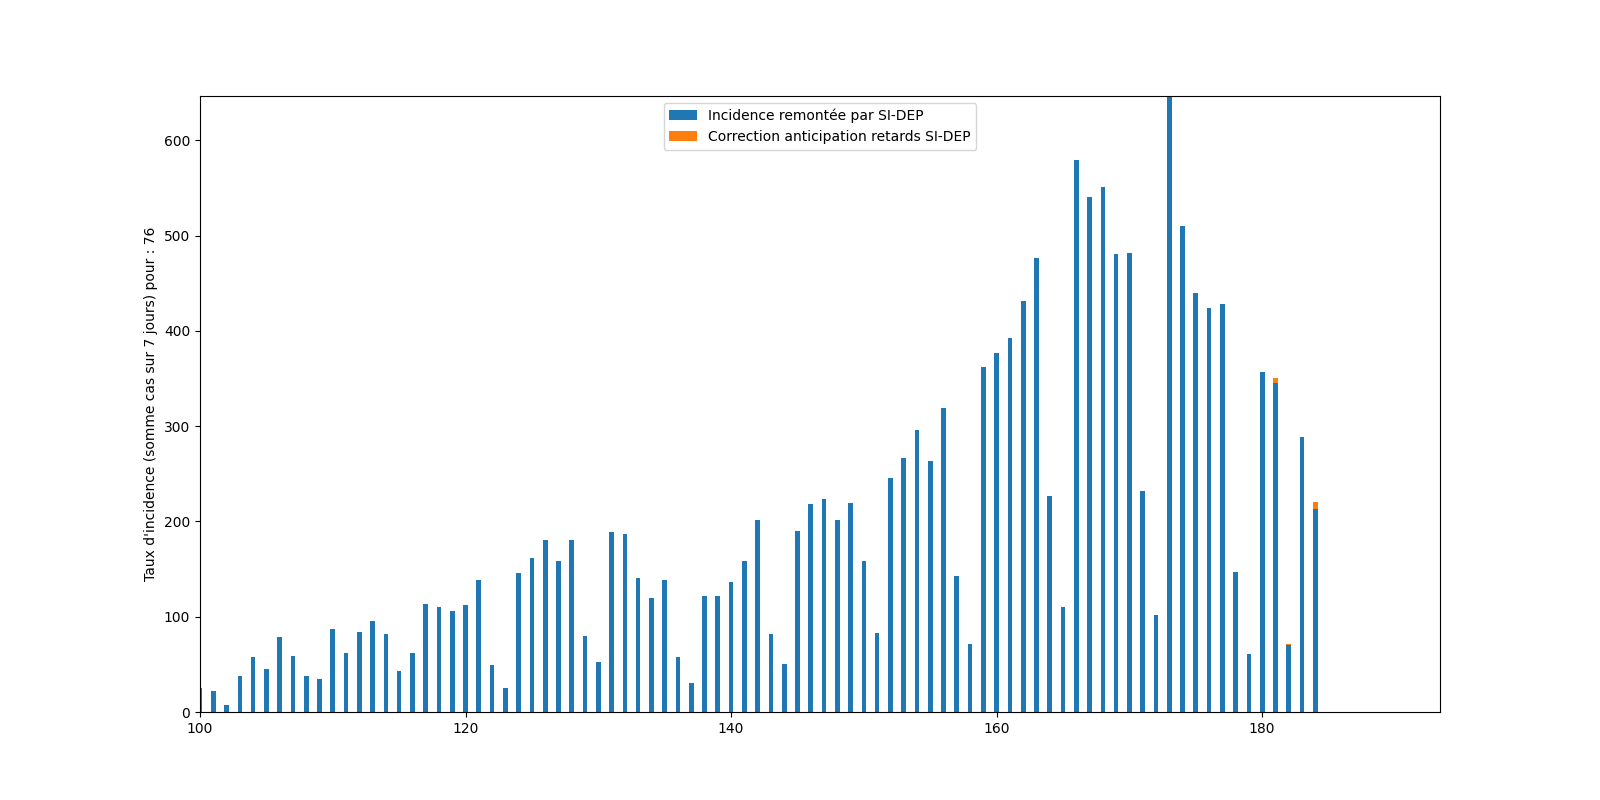 Incidence remontée par SI-DEP
Correction anticipation retards SI-DEP
Taux d'incidence (somme cas sur 7 jours) pour : 76
600
500
400
300
200
100
0
100 120 140 160 180